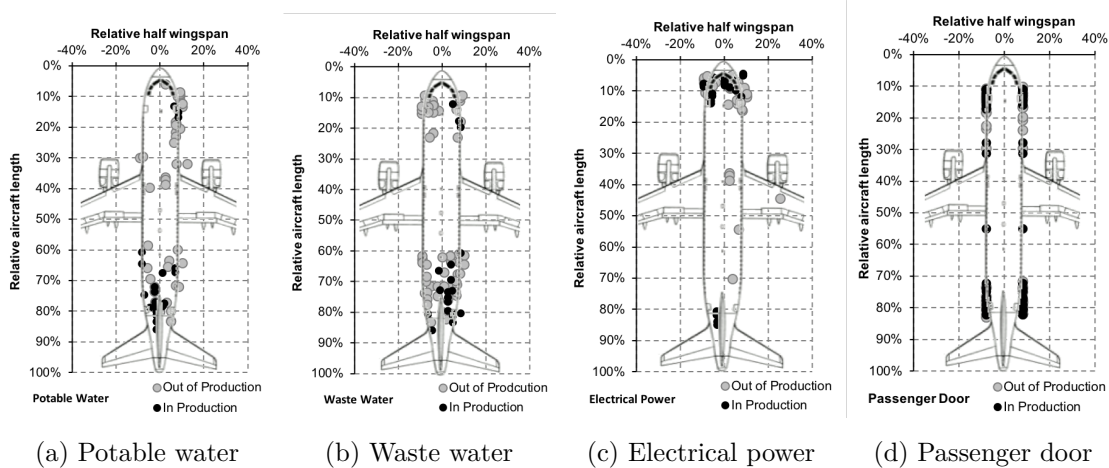 Relative half wingspan
-40% -20% 0% 20% 40%
Relative aircraft length
0%
10%
20%
30%
40%
50%
60%
70%
80%
90%
100%
Out of Production
In Production
Potable Water
(a) Potable water
Relative half wingspan
-40% -20% 0% 20% 40%
Relative aircraft length
0%
10%
20%
30%
40%
50%
60%
70%
80%
90%
100%
Out of Prodcution
In Production
Waste Water
(b) Waste water
Relative half wingspan
-40% -20% 0% 20% 40%
Relative aircraft length
0%
10%
20%
30%
40%
50%
60%
70%
80%
90%
100%
Out of Production
In Production
Electrical Power
(c) Electrical power
Relative half wingspan
-40% -20% 0% 20% 40%
Relative aircraft length
0%
10%
20%
30%
40%
50%
60%
70%
80%
90%
100%
Out of Production
In Production
Passenger Door
(d) Passenger door